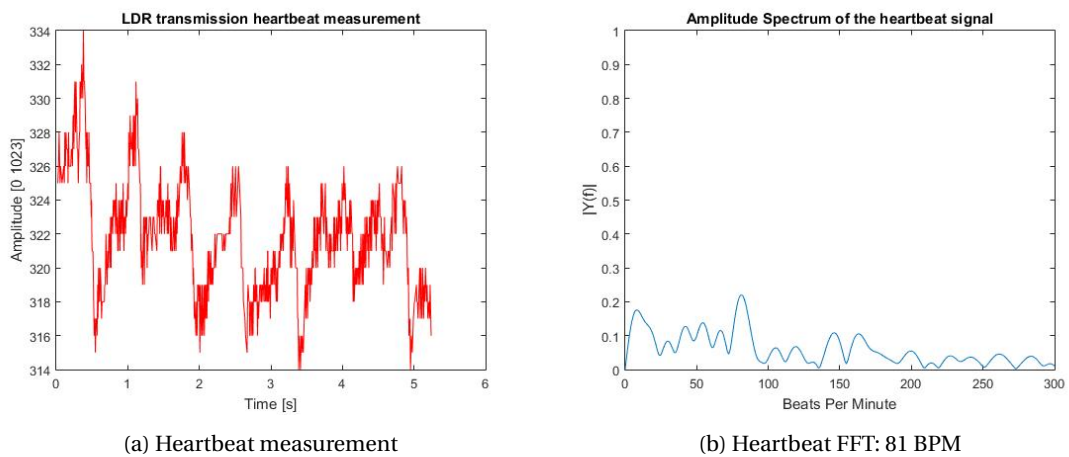 LDR transmission heartbeat measurement
334
332
330
328
326
324
322
320
318
316
314
Amplitude [0 1023]
0 1 2 3 4 5 6
Time [s]
(a) Heartbeat measurement
Amplitude Spectrum of the heartbeat signal
1
0.9
0.8
0.7
0.6
0.5
0.4
0.3
0.2
0.1
0
|Y(f)|
0 50 100 150 200 250 300
Beats Per Minute
(b) Heartbeat FFT: 81 BPM